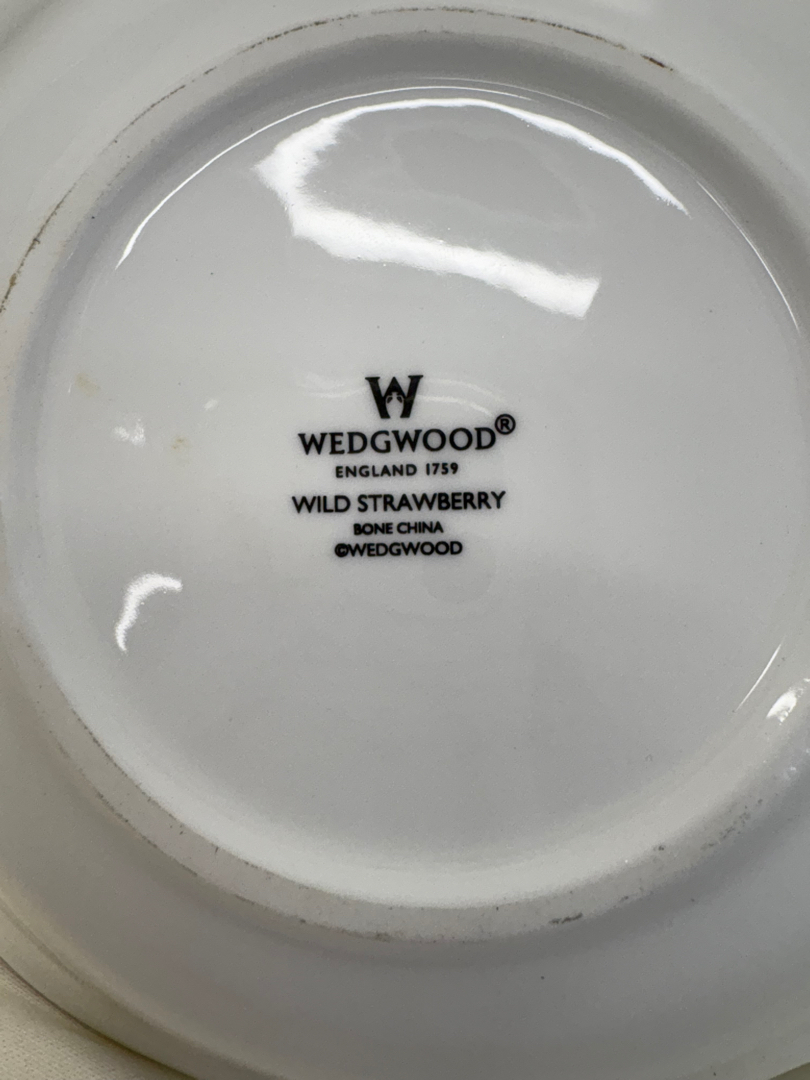 W
WEDGWOOD®
ENGLAND 1759
WILD STRAWBERRY
BONE CHINA
©WEDGWOOD